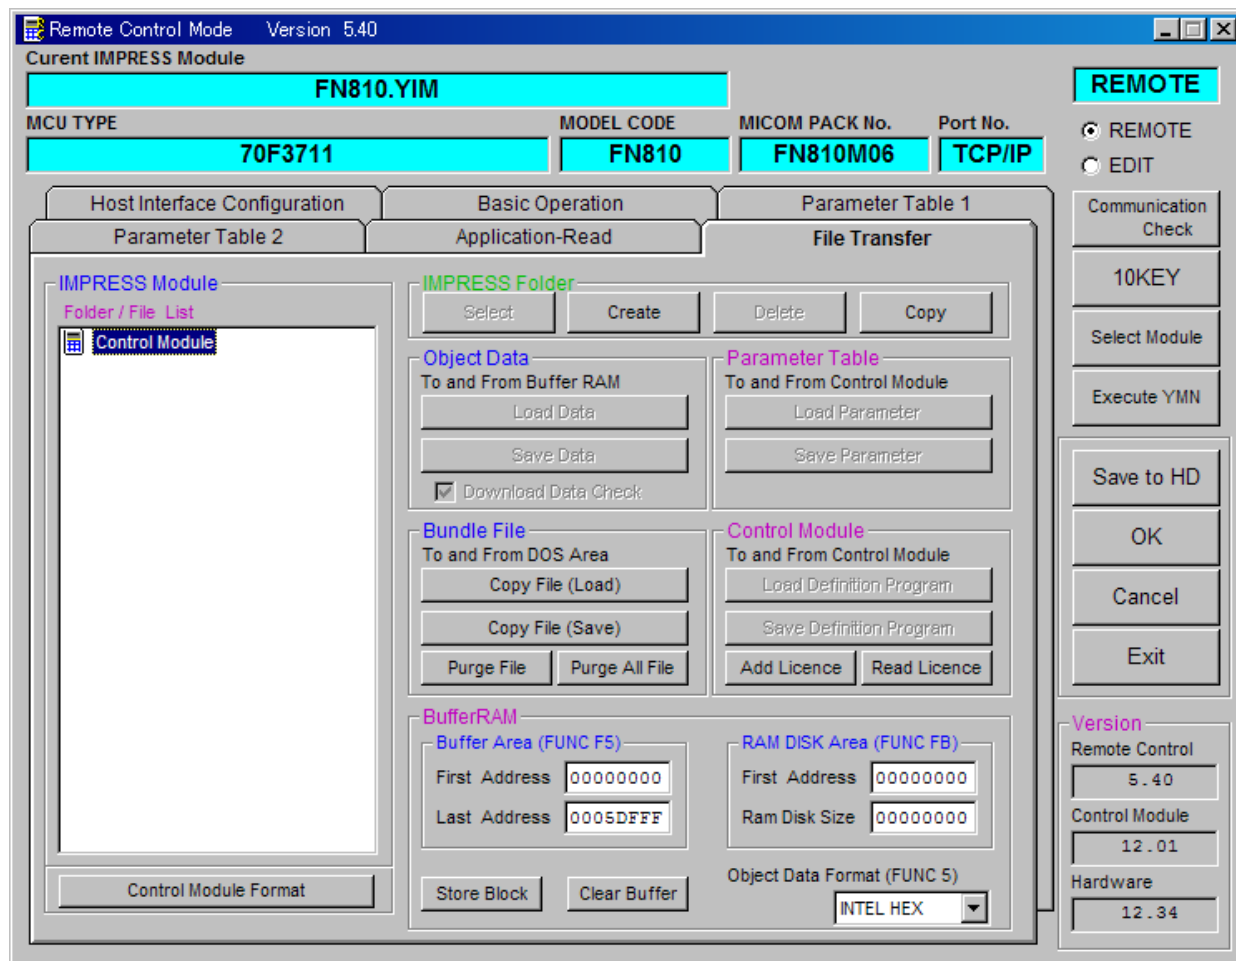 Remote Control Mode Version 5.40
Curent IMPRESS Module
FN810.YIM
REMOTE
MCU TYPE
MODEL CODE
MICOM PACK No.
Port No.
70F3711
FN810
FN810M06
TCP/IP
REMOTE
EDIT
Host Interface Configuration
Basic Operation
Parameter Table 1
Parameter Table 2
Application-Read
File Transfer
Communication
Check
10KEY
Select Module
Execute YMN
IMPRESS Module
Folder / File List
Control Module
Control Module Format
IMPRESS Folder
Select
Create
Delete
Copy
Object Data
To and From Buffer RAM
Load Data
Save Data
Download Data Check
Parameter Table
To and From Control Module
Load Parameter
Save Parameter
Bundle File
To and From DOS Area
Copy File (Load)
Copy File (Save)
Purge File
Purge All File
Control Module
To and From Control Module
Load Definition Program
Save Definition Program
Add Licence
Read Licence
BufferRAM
Buffer Area (FUNC F5)
First Address 00000000
Last Address 0005DFFF
RAM DISK Area (FUNC FB)
First Address 00000000
Ram Disk Size 00000000
Store Block
Clear Buffer
Object Data Format (FUNC 5)
INTEL HEX
Save to HD
OK
Cancel
Exit
Version
Remote Control
5.40
Control Module
12.01
Hardware
12.34